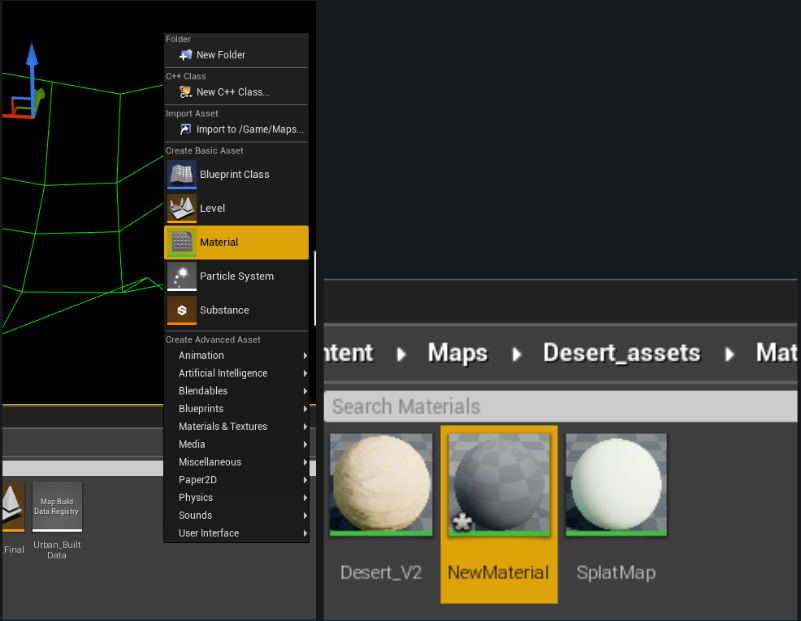 Folder
New Folder
C++ Class
New C++ Class...
Import Asset
Import to /Game/Maps...
Create Basic Asset
Blueprint Class
Level
Material
Particle System
Substance
Create Advanced Asset
Animation
Artificial Intelligence
Blendables
Blueprints
Materials & Textures
Media
Miscellaneous
Paper2D
Physics
Sounds
User Interface
Map Build
Data Registry
_Final
Urban_Built
Data
ntent Maps Desert_assets Mat
Search Materials
Desert_V2 NewMaterial SplatMap